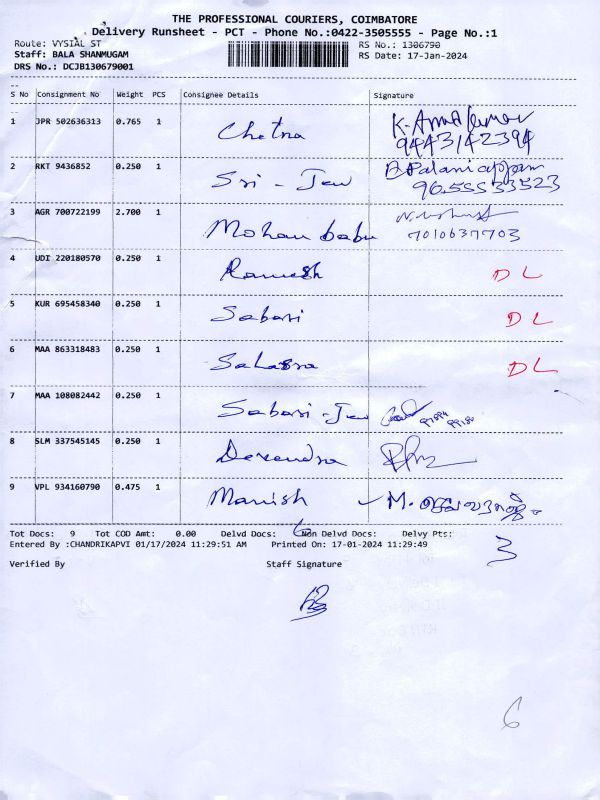 THE PROFESSIONAL COURIERS, COIMBATORE
Delivery Runsheet - PCT - Phone No.:0422-3505555 - Page No.:1
Route: VYSIAL ST RS No.: 1306790
Staff: BALA SHANMUGAM RS Date: 17-Jan-2024
DRS No.: DCJB130679001
S No Consignment No Weight PCS Consignee Details Signature
1 JPR 502636313 0.765 1 Chetna
9443142394
2 RKT 9436852 0.250 1 Sri - Jew
9655533523
3 AGR 700722199 2.700 1 Mohan babu
7010637703
4 UDI 220180570 0.250 1 Ramesh DL
5 KUR 695458340 0.250 1 Sabari DL
6 MAA 863318483 0.250 1 Sahasra DL
7 MAA 108082442 0.250 1 Sabari - Jew
8 SLM 337545145 0.250 1 Devendra
9 VPL 934160790 0.475 1 Manish M.
Tot Docs: 9 Tot COD Amt: 0.00 Delvd Docs: 6 Non Delvd Docs: Delvy Pts:
Entered By :CHANDRIKAPVI 01/17/2024 11:29:51 AM Printed On: 17-01-2024 11:29:49
3
Verified By Staff Signature
6